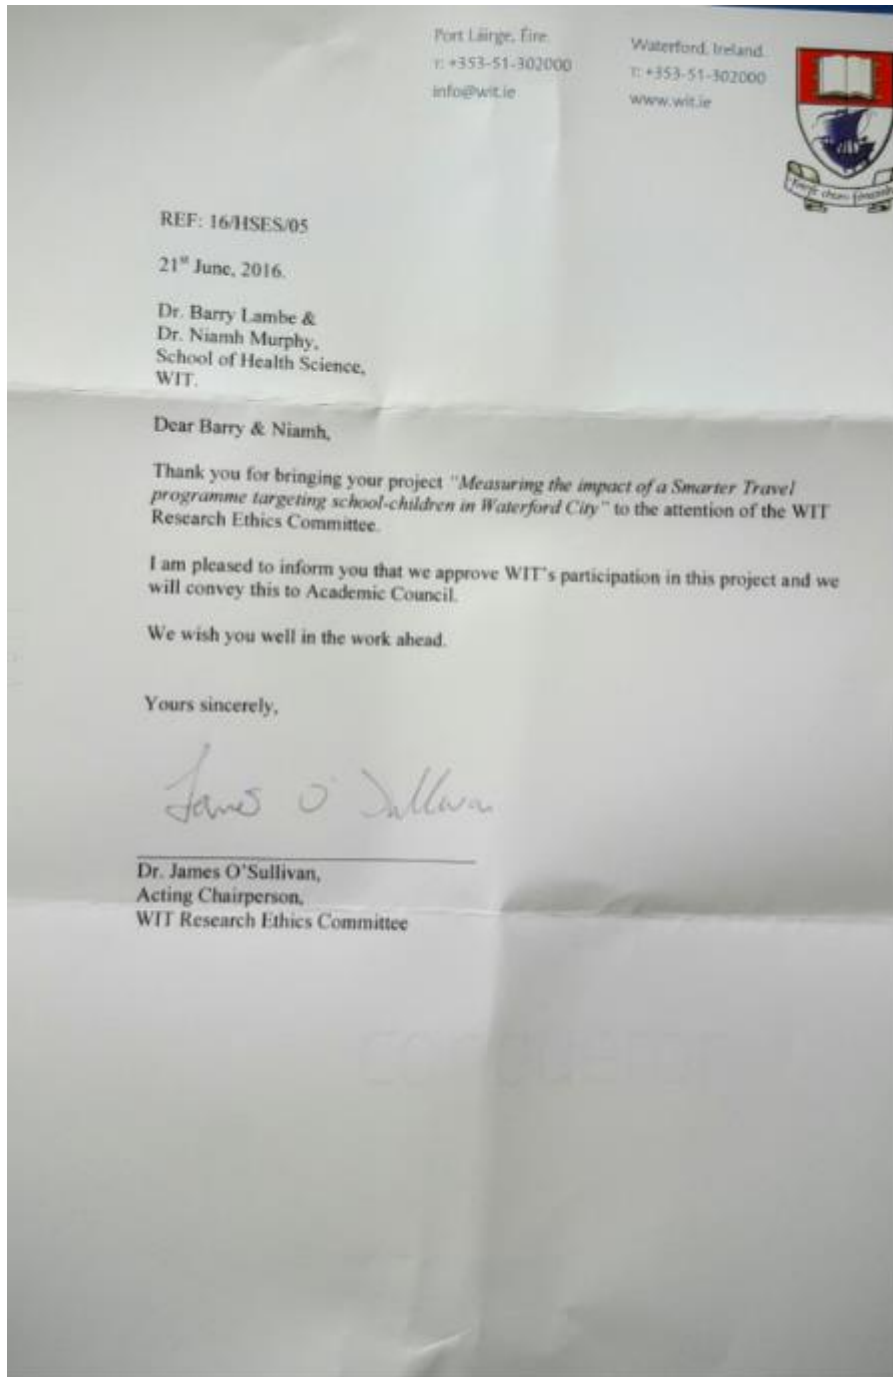 Port Láirge, Éire.
T: +353-51-302000
info@wit.ie
Waterford, Ireland.
T: +353-51-302000
www.wit.ie
REF: 16/HSES/05
21st June, 2016.
Dr. Barry Lambe &
Dr. Niamh Murphy,
School of Health Science,
WIT.
Dear Barry & Niamh,
Thank you for bringing your project "Measuring the impact of a Smarter Travel
programme targeting school-children in Waterford City" to the attention of the WIT
Research Ethics Committee.
I am pleased to inform you that we approve WIT's participation in this project and we
will convey this to Academic Council.
We wish you well in the work ahead.
Yours sincerely,
James O'Sullivan
Dr. James O'Sullivan,
Acting Chairperson,
WIT Research Ethics Committee
conqueror